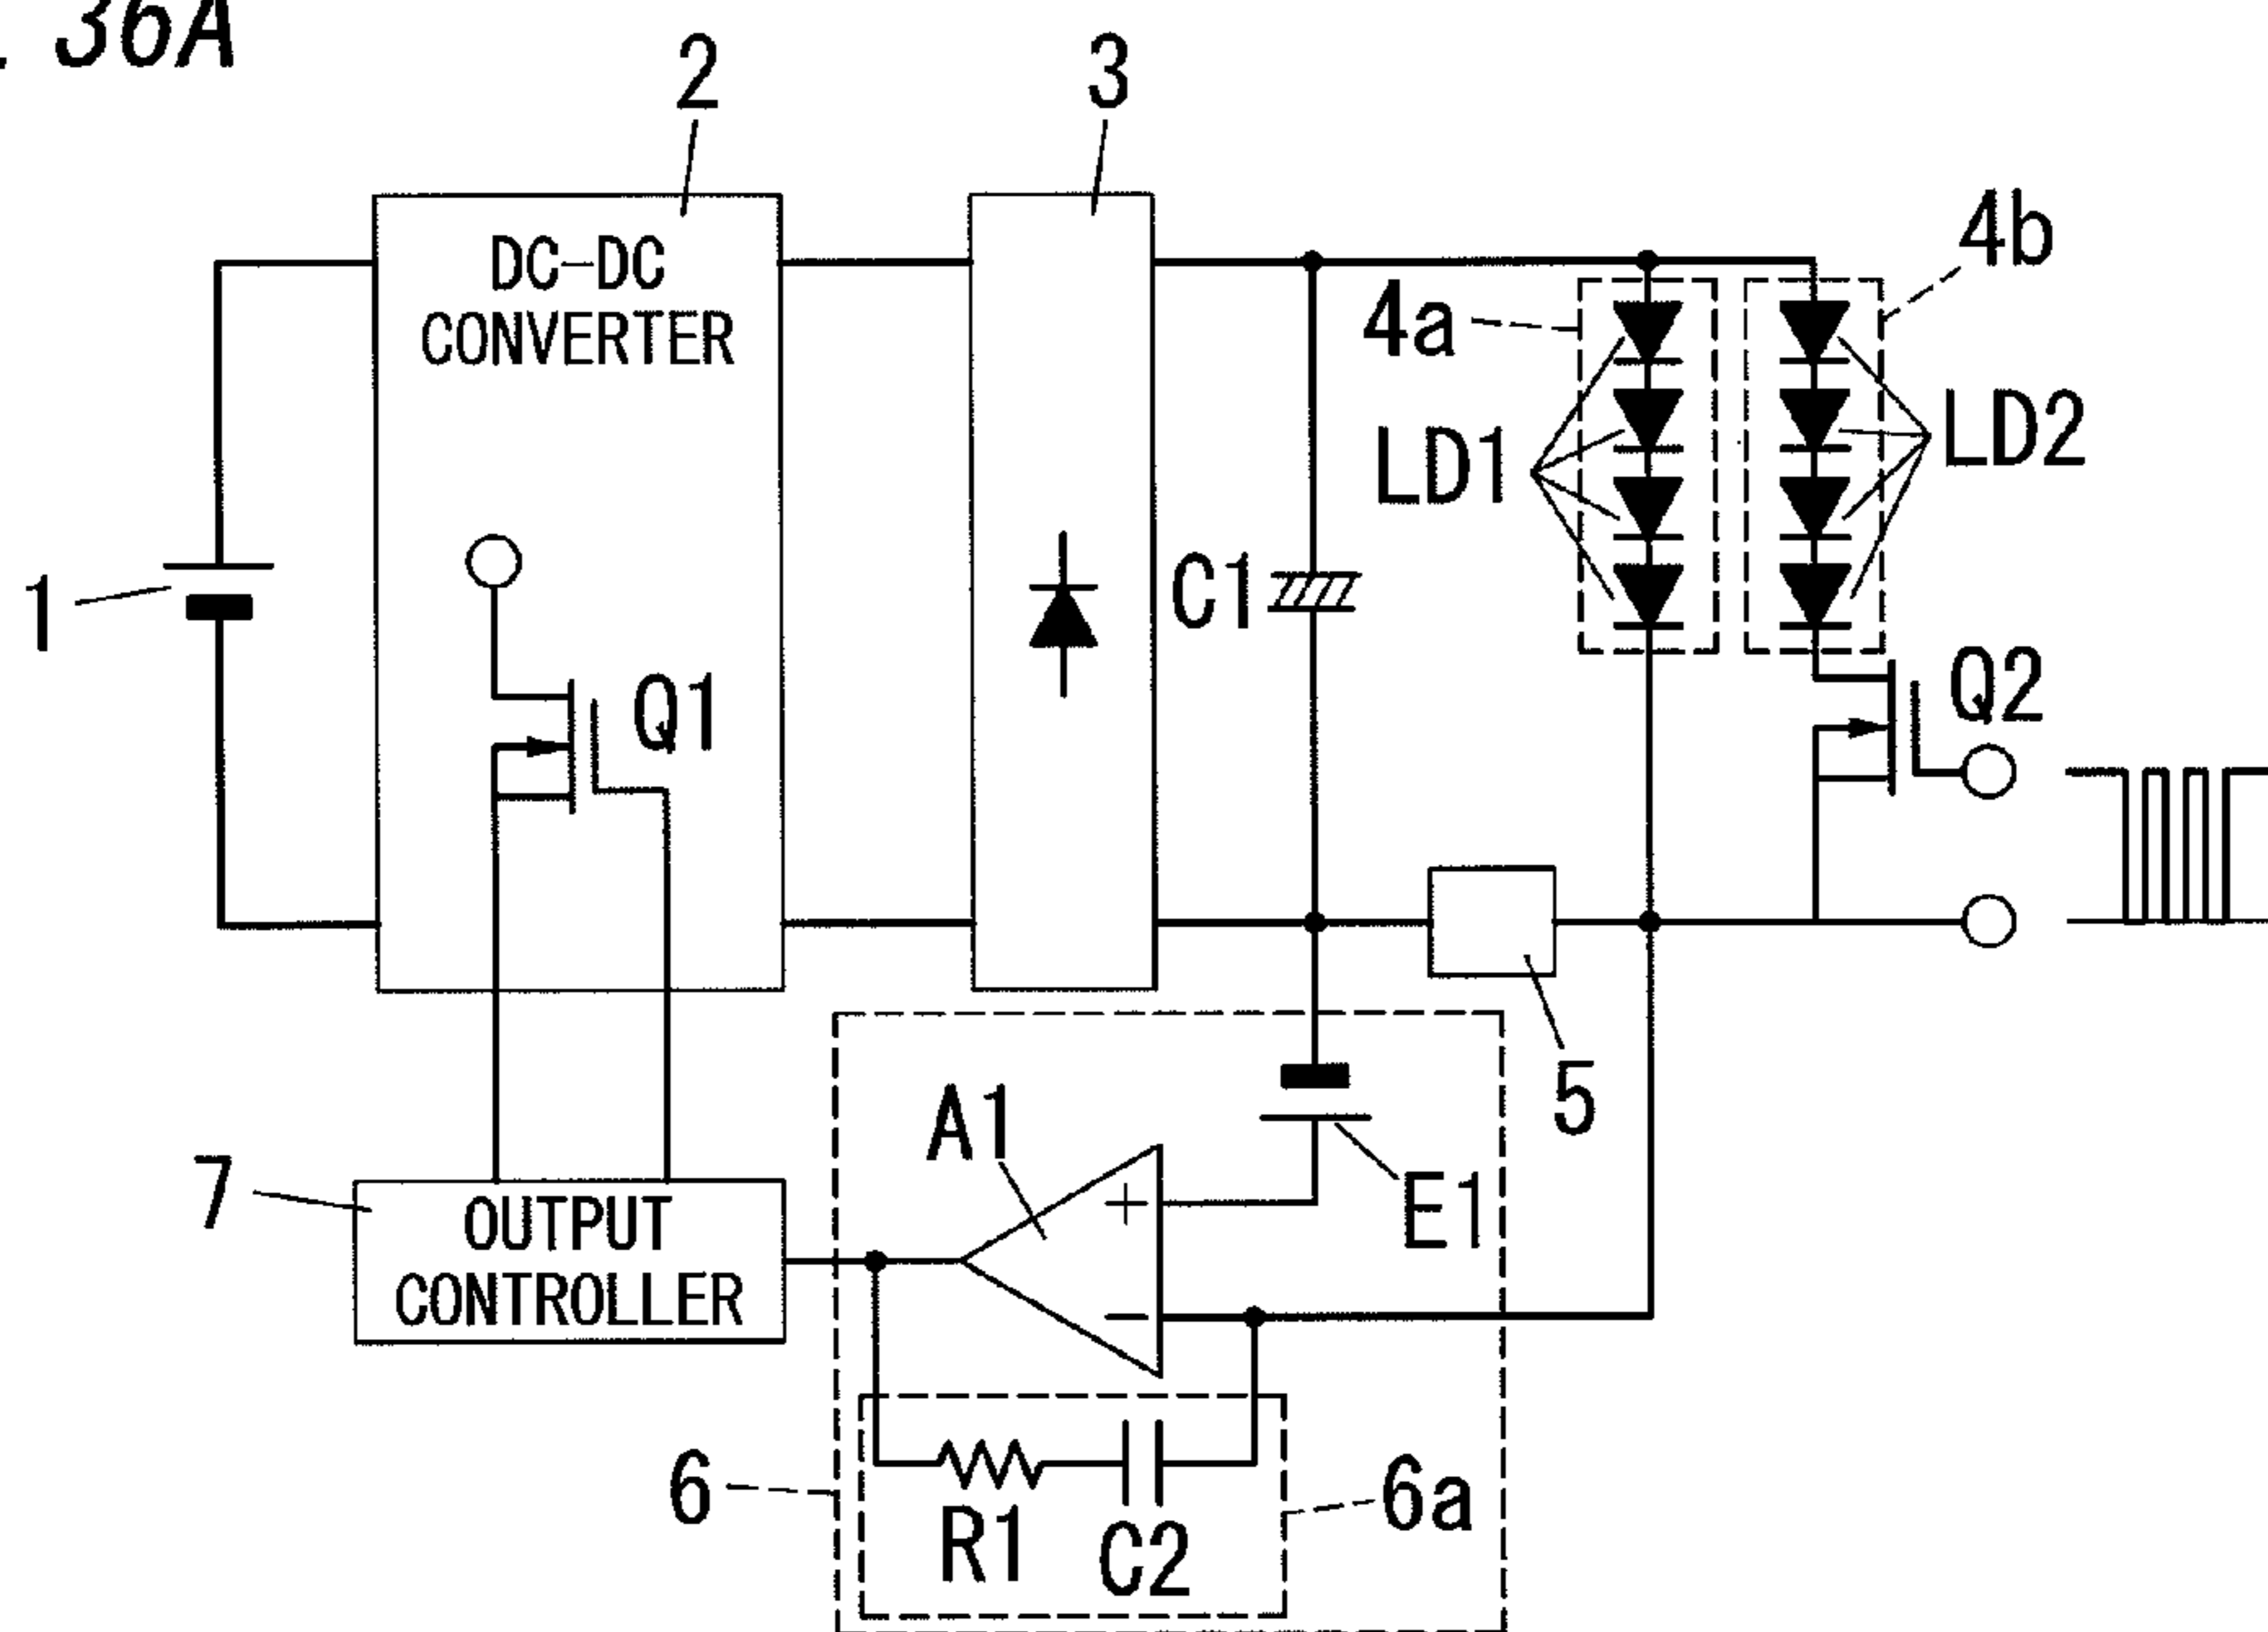 36A
2
3
DC-DC
CONVERTER
4b
4a
LD1
LD2
1
C1
Q1
Q2
5
A1
E1
7
+
OUTPUT
CONTROLLER
−
6
6a
R1
C2